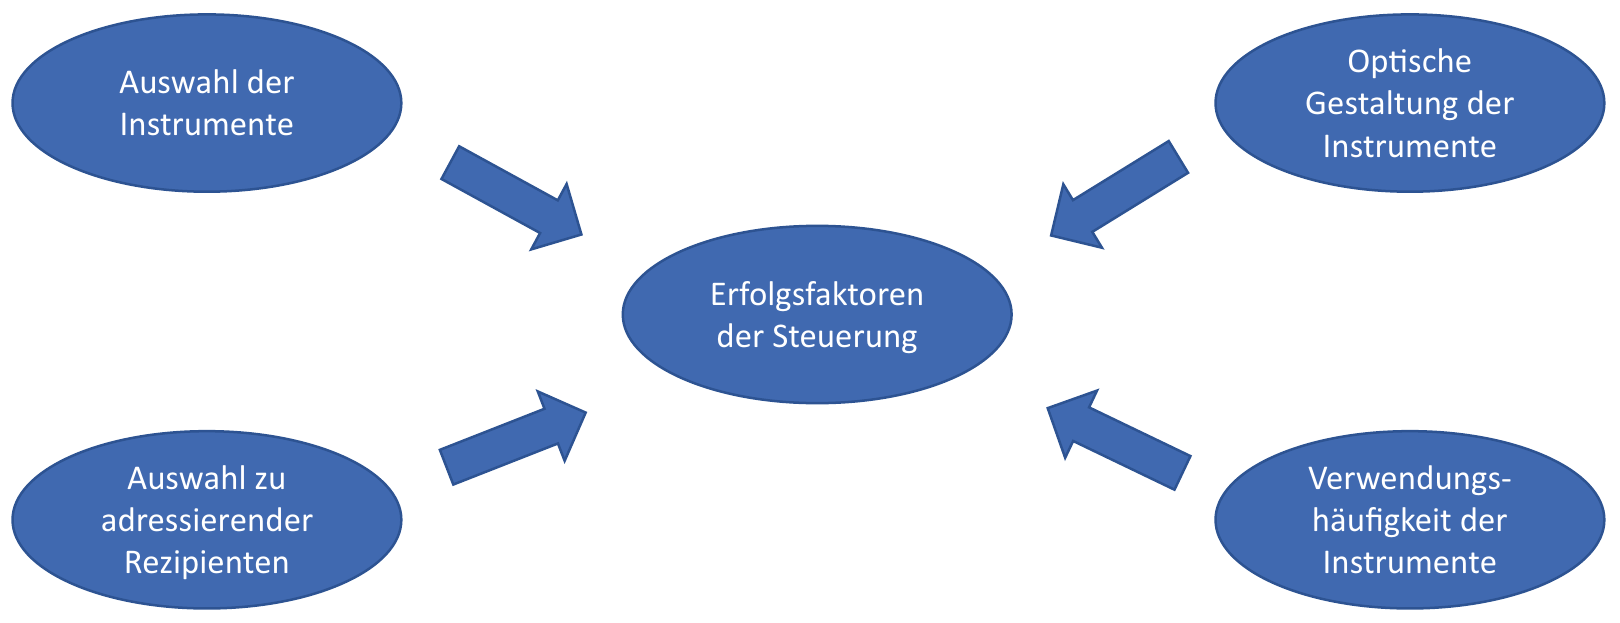 Auswahl der
Instrumente
Optische
Gestaltung der
Instrumente
Erfolgsfaktoren
der Steuerung
Auswahl zu
adressierender
Rezipienten
Verwendungs-
häufigkeit der
Instrumente